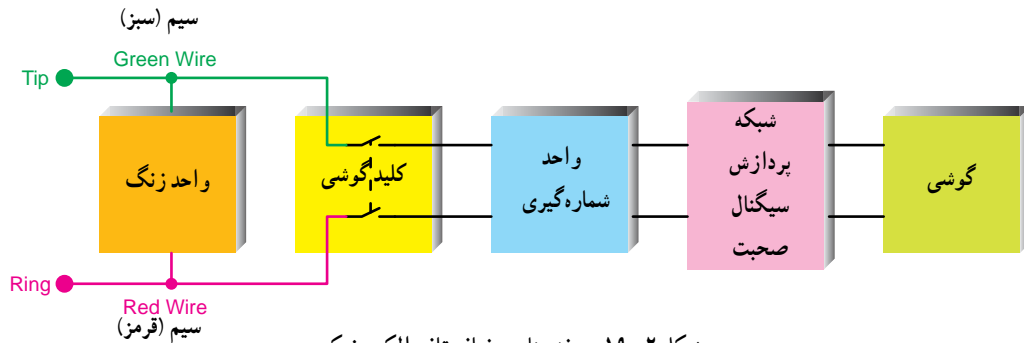 سیم (سبز)
Green Wire
Tip
واحد زنگ
کلید گوشی
واحد
شماره‌گیری
شبکه
پردازش
سیگنال
صحبت
گوشی
Ring
Red Wire
سیم (قرمز)